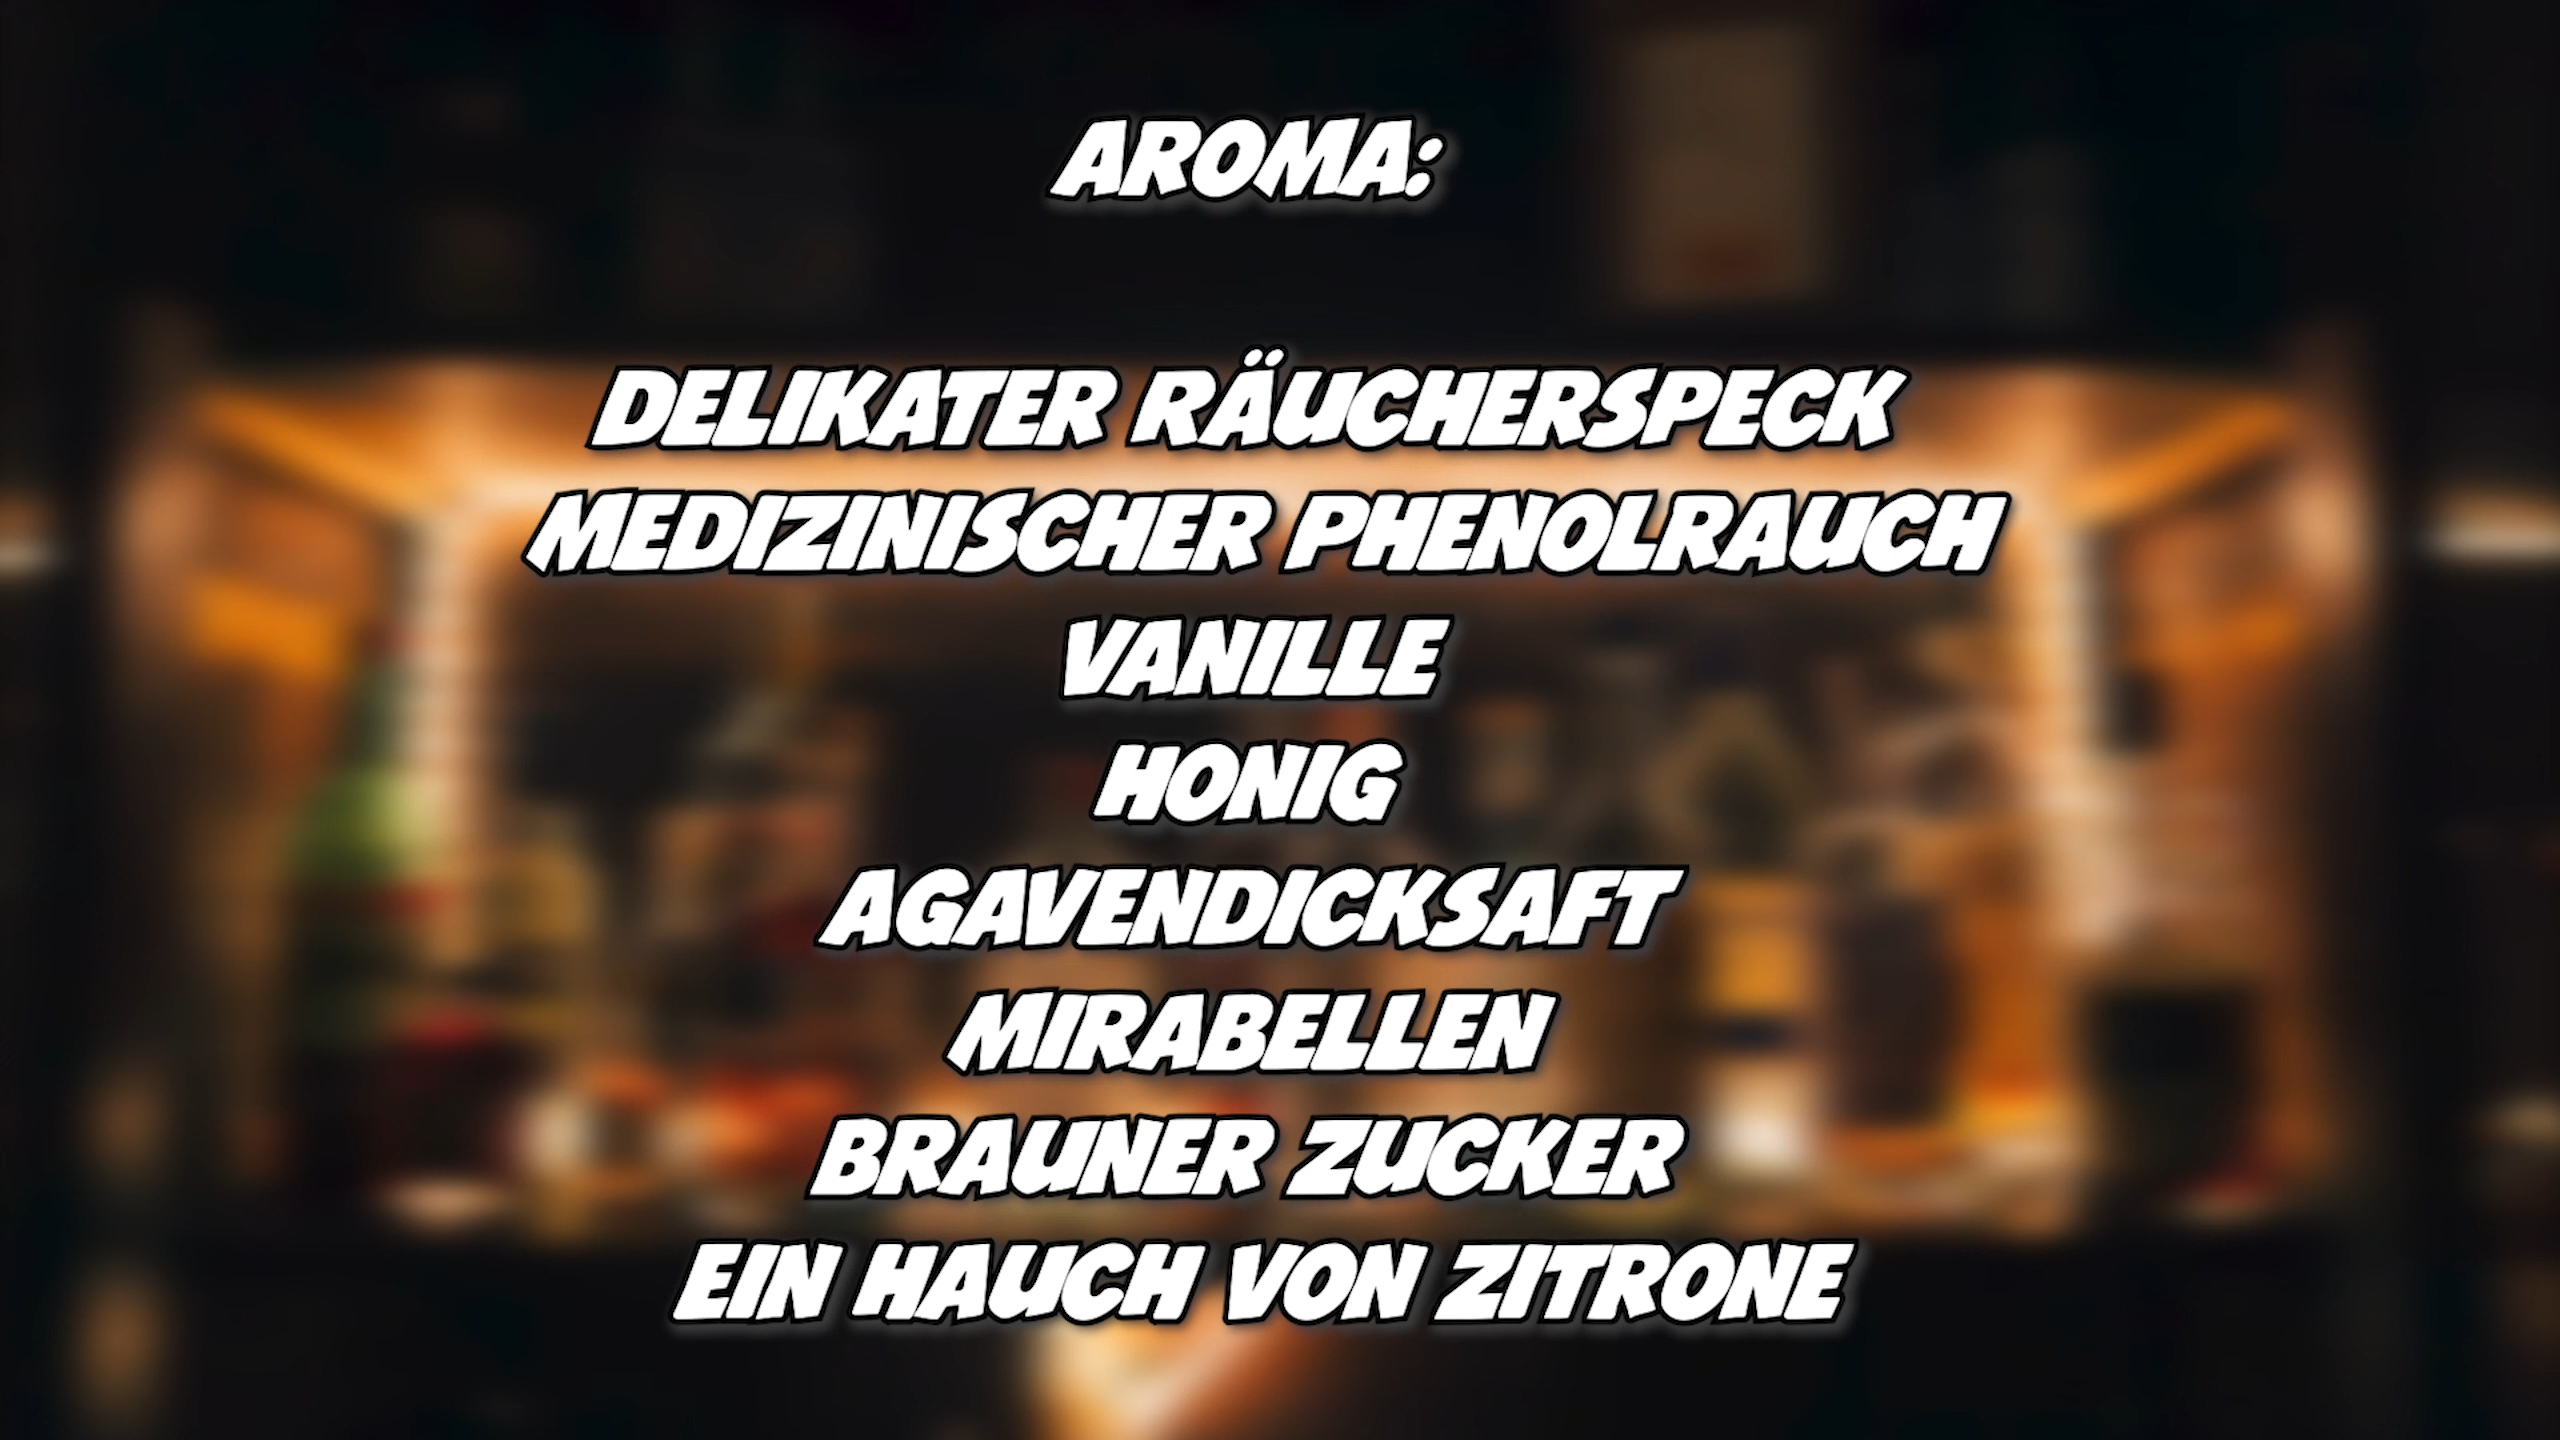 AROMA:
DELIKATER RÄUCHERSPECK
MEDIZINISCHER PHENOLRAUCH
VANILLE
HONIG
AGAVENDICKSAFT
MIRABELLEN
BRAUNER ZUCKER
EIN HAUCH VON ZITRONE